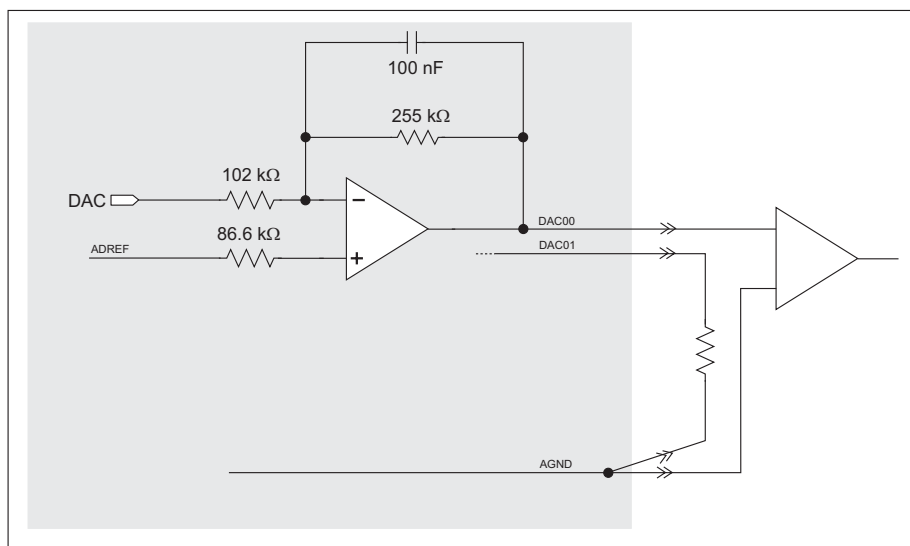 100 nF
255 kΩ
102 kΩ
DAC
−
86.6 kΩ
ADREF
+
DAC00
DAC01
AGND